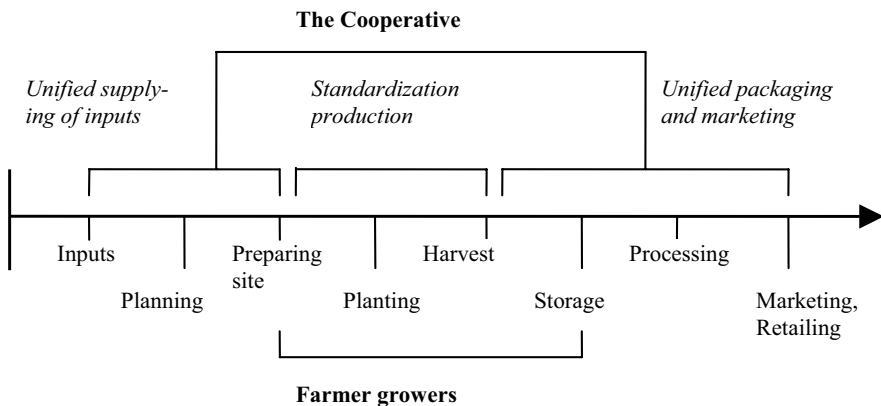 The Cooperative
Unified supply-
ing of inputs
Standardization
production
Unified packaging
and marketing
Inputs
Preparing
site
Harvest
Processing
Planning
Planting
Storage
Marketing,
Retailing
Farmer growers